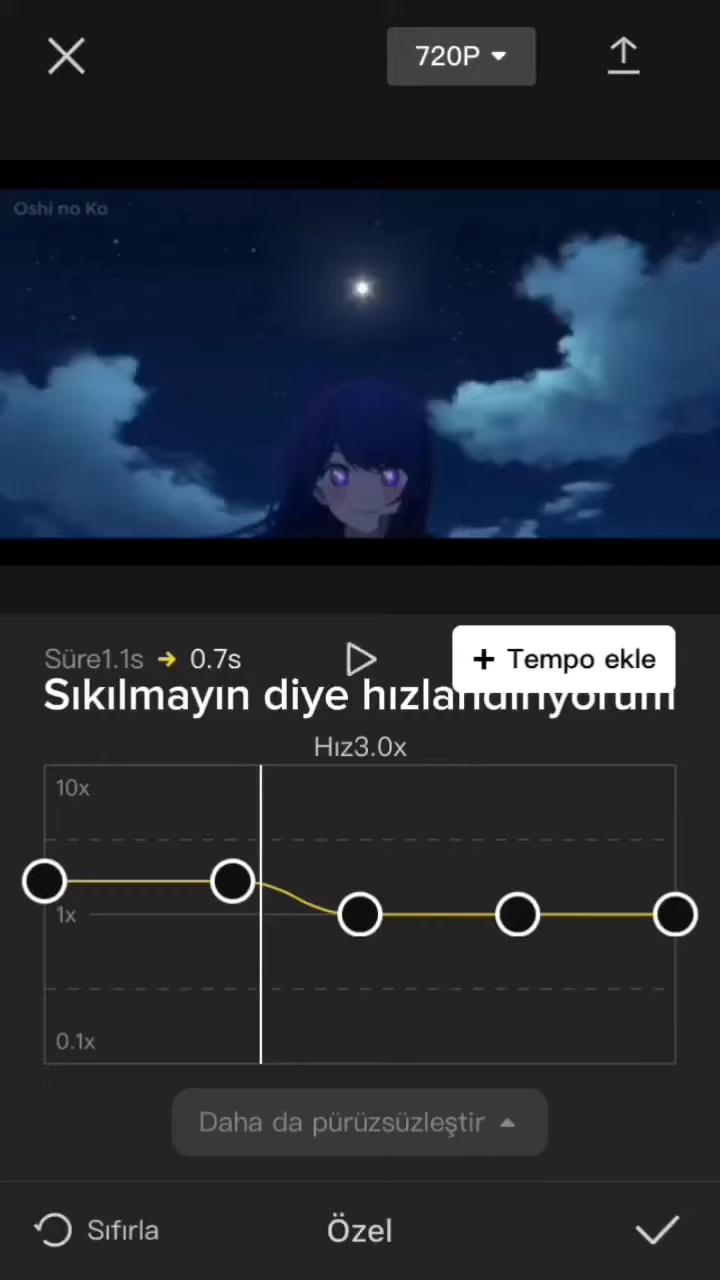 720P
Oshi no Ko
Süre1.1s → 0.7s
+ Tempo ekle
Sıkılmayın diye hızlandırıyorum
Hız3.0x
10x
1x
0.1x
Daha da pürüzsüzleştir
Sıfırla
Özel